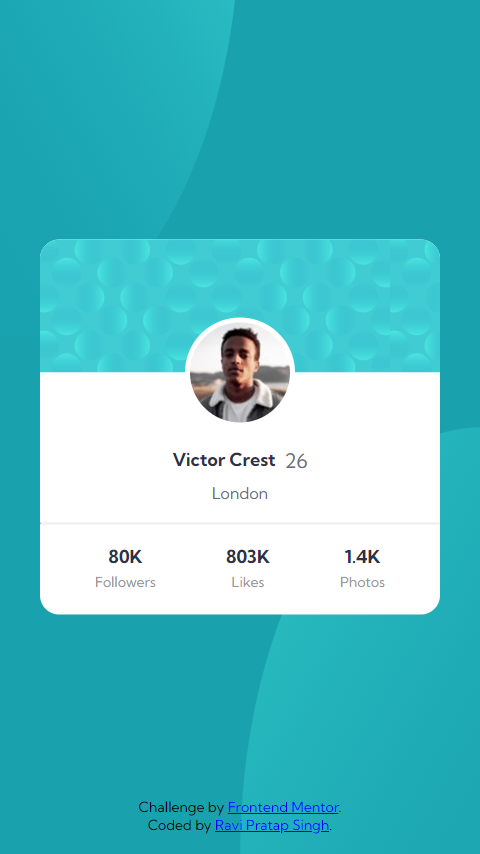 Victor Crest 26
London
80K 803K 1.4K
Followers Likes Photos
Challenge by Frontend Mentor.
Coded by Ravi Pratap Singh.